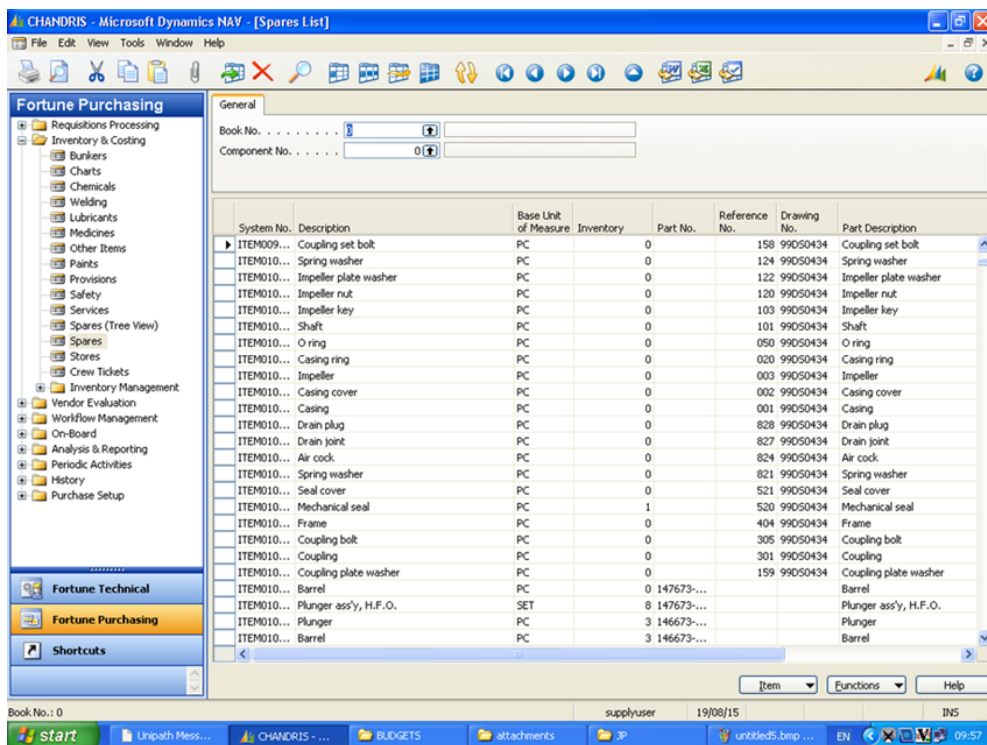 CHANDRIS - Microsoft Dynamics NAV - [Spares List]
File Edit View Tools Window Help
Fortune Purchasing
Requisitions Processing
Inventory & Costing
Bunkers
Charts
Chemicals
Welding
Lubricants
Medicines
Other Items
Paints
Provisions
Safety
Services
Spares (Tree View)
Spares
Stores
Crew Tickets
Inventory Management
Vendor Evaluation
Workflow Management
On-Board
Analysis & Reporting
Periodic Activities
History
Purchase Setup
Fortune Technical
Fortune Purchasing
Shortcuts
General
Book No. . . . . . . . . . 0
Component No. . . . . . 0
System No. Description Base Unit of Measure Inventory Part No. Reference No. Drawing No. Part Description
ITEM009... Coupling set bolt PC 0 158 99DS0434 Coupling set bolt
ITEM010... Spring washer PC 0 124 99DS0434 Spring washer
ITEM010... Impeller plate washer PC 0 122 99DS0434 Impeller plate washer
ITEM010... Impeller nut PC 0 120 99DS0434 Impeller nut
ITEM010... Impeller key PC 0 103 99DS0434 Impeller key
ITEM010... Shaft PC 0 101 99DS0434 Shaft
ITEM010... O ring PC 0 050 99DS0434 O ring
ITEM010... Casing ring PC 0 020 99DS0434 Casing ring
ITEM010... Impeller PC 0 003 99DS0434 Impeller
ITEM010... Casing cover PC 0 002 99DS0434 Casing cover
ITEM010... Casing PC 0 001 99DS0434 Casing
ITEM010... Drain plug PC 0 828 99DS0434 Drain plug
ITEM010... Drain joint PC 0 827 99DS0434 Drain joint
ITEM010... Air cock PC 0 824 99DS0434 Air cock
ITEM010... Spring washer PC 0 821 99DS0434 Spring washer
ITEM010... Seal cover PC 0 521 99DS0434 Seal cover
ITEM010... Mechanical seal PC 1 520 99DS0434 Mechanical seal
ITEM010... Frame PC 0 404 99DS0434 Frame
ITEM010... Coupling bolt PC 0 305 99DS0434 Coupling bolt
ITEM010... Coupling PC 0 301 99DS0434 Coupling
ITEM010... Coupling plate washer PC 0 159 99DS0434 Coupling plate washer
ITEM010... Barrel PC 0 147673-... Barrel
ITEM010... Plunger ass'y, H.F.O. SET 8 147673-... Plunger ass'y, H.F.O.
ITEM010... Plunger PC 3 146673-... Plunger
ITEM010... Barrel PC 3 146673-... Barrel
Item Functions Help
Book No.: 0 supplyuser 19/08/15 INS
start Unipath Mess... CHANDRIS - ... BUDGETS attachments JP untitled5.bmp ... EN 09:57